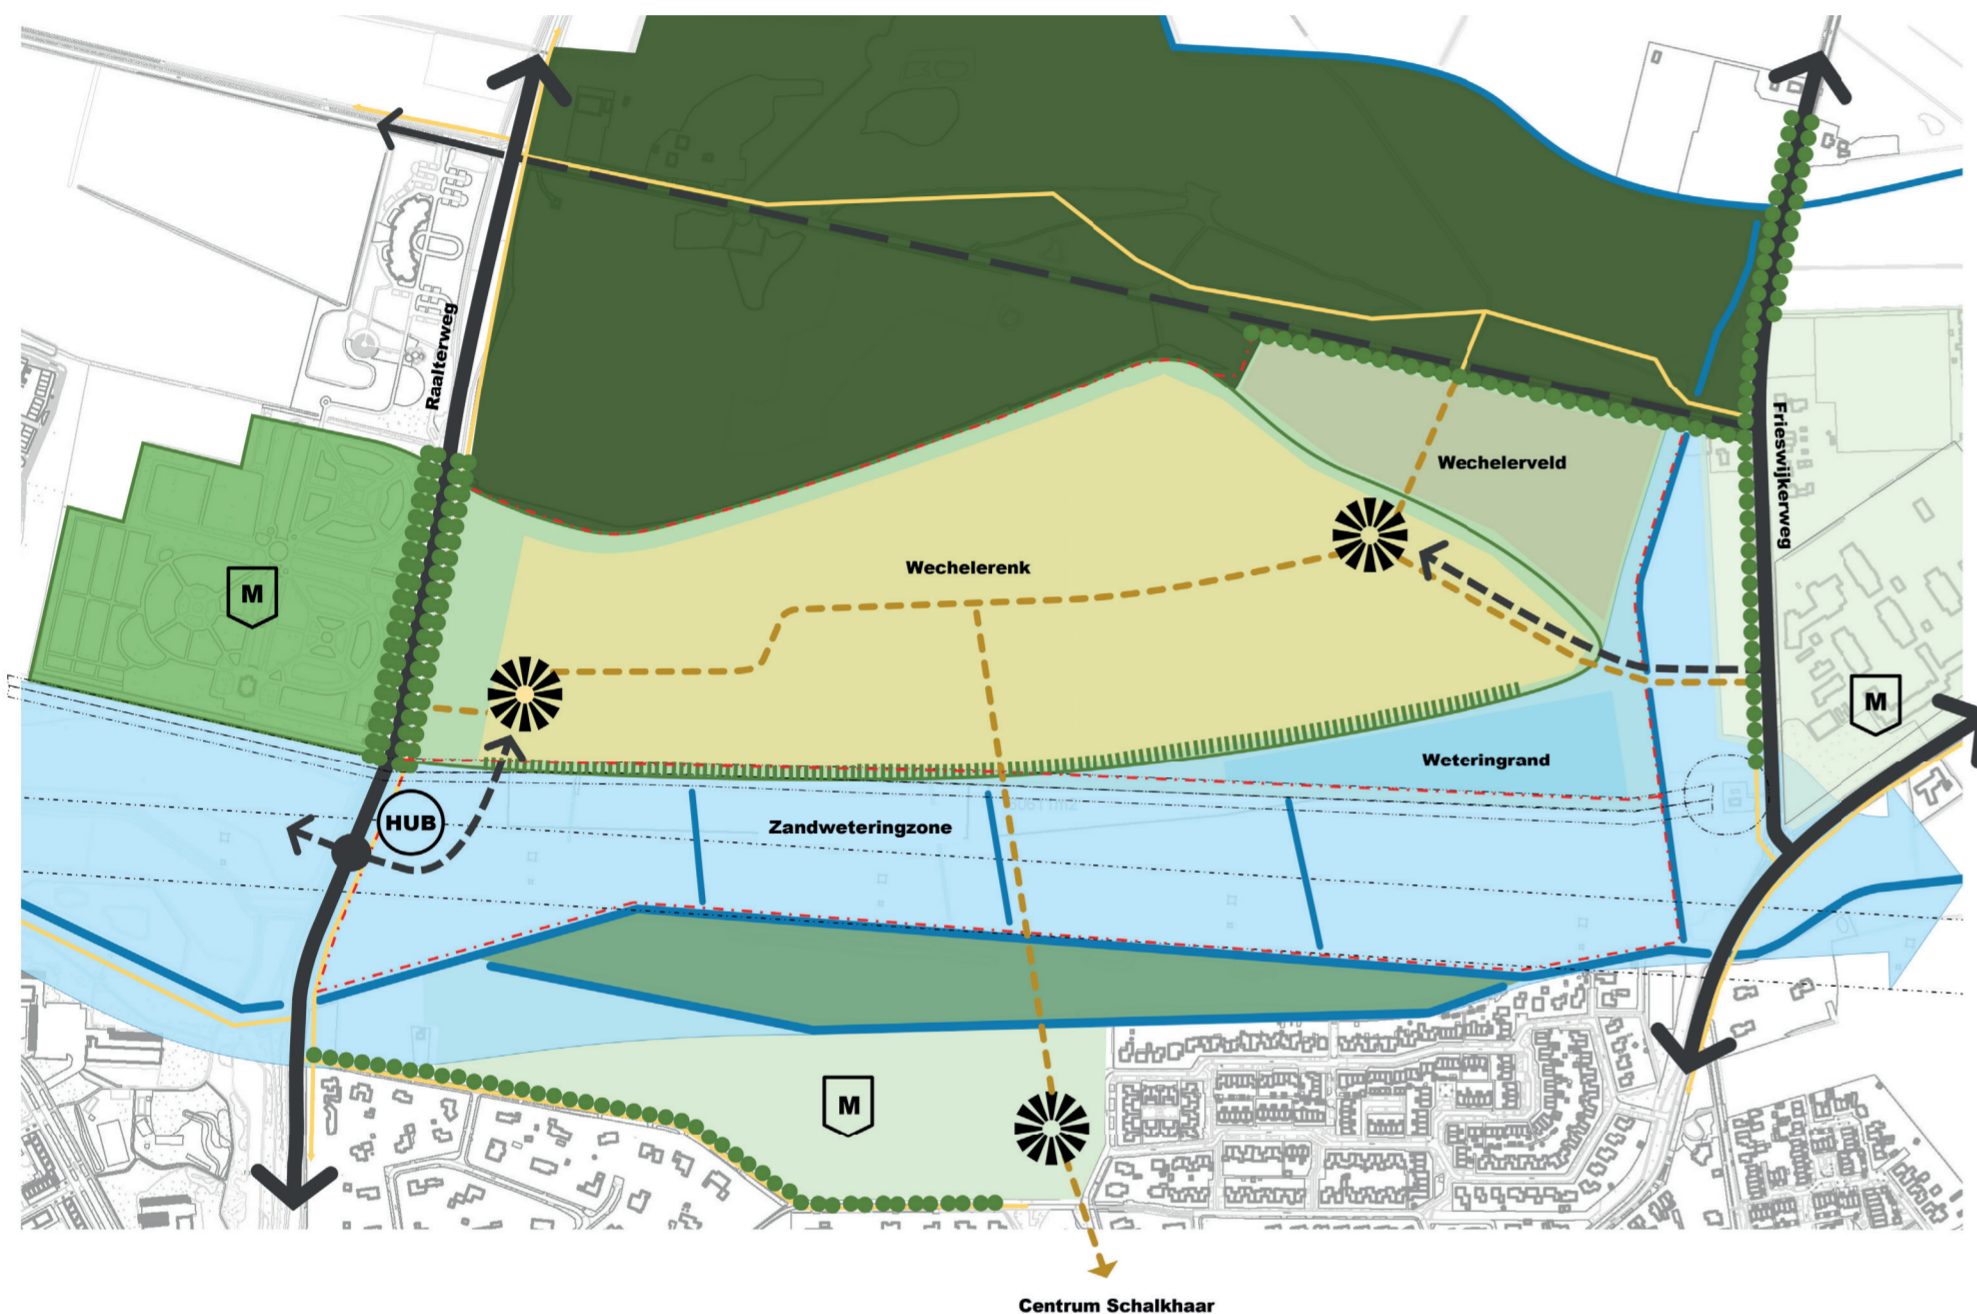 Raalterweg
Frieswijkerweg
Wechelerveld
Wechelerenk
M
M
Weteringrand
HUB
Zandweteringzone
M
Centrum Schalkhaar